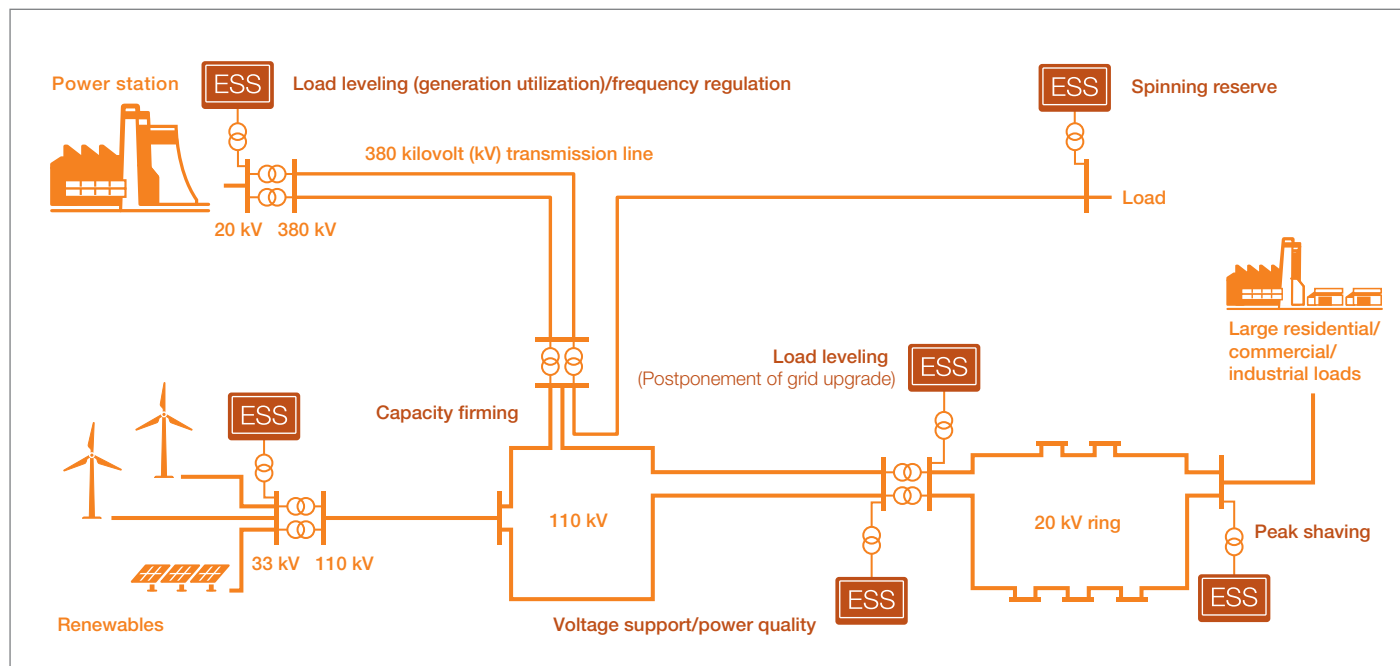 Power station
ESS
Load leveling (generation utilization)/frequency regulation
ESS
Spinning reserve
380 kilovolt (kV) transmission line
Load
20 kV
380 kV
Large residential/
commercial/
industrial loads
Load leveling
(Postponement of grid upgrade)
ESS
ESS
Capacity firming
110 kV
20 kV ring
Peak shaving
33 kV
110 kV
ESS
ESS
Renewables
Voltage support/power quality